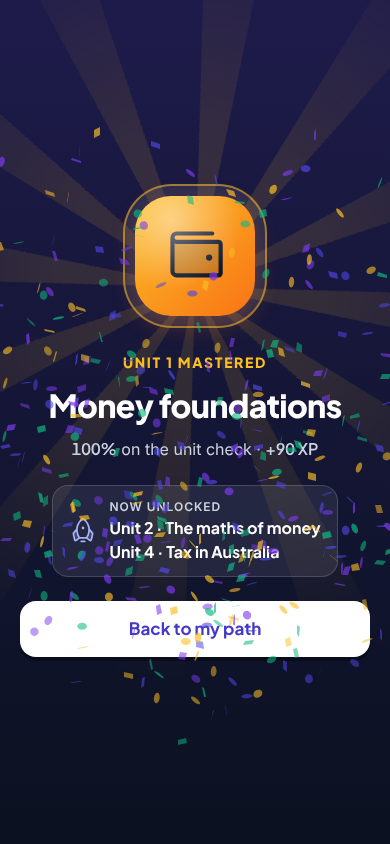 UNIT 1 MASTERED
Money foundations
100% on the unit check · +90 XP
NOW UNLOCKED
Unit 2 · The maths of money
Unit 4 · Tax in Australia
Back to my path